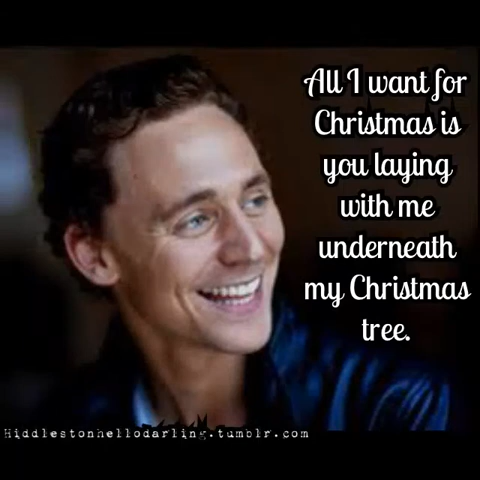 All I want for
Christmas is
you laying
with me
underneath
my Christmas
tree.
Hiddlestonhellodarling.tumblr.com